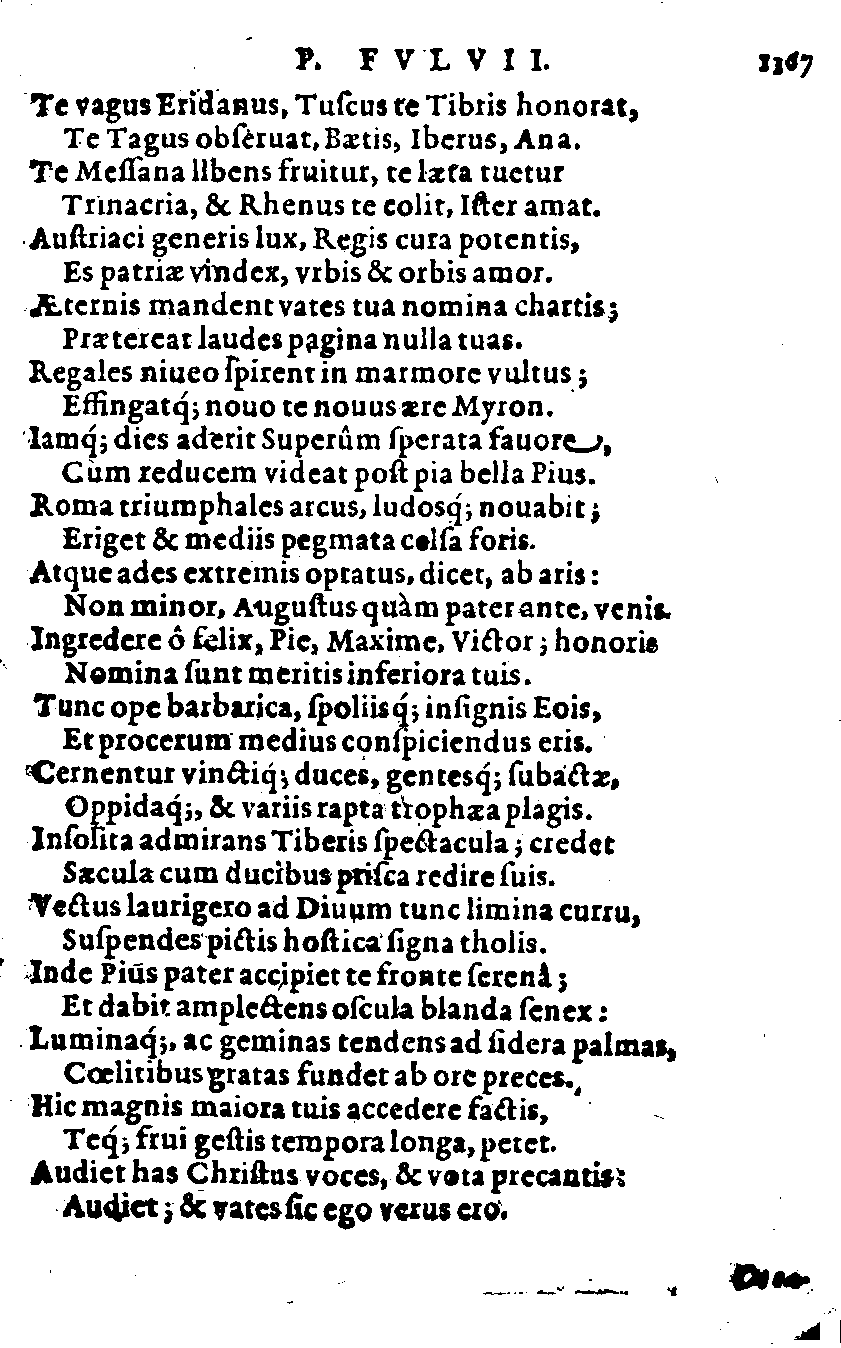 P. FVLVII. 1367
Te vagus Eridanus, Tuſcus te Tibris honorat,
Te Tagus obſeruat, Bætis, Iberus, Ana.
Te Meſſana libens fruitur, te læta tuetur
Trinacria, & Rhenus te colit, Iſter amat.
Auſtriaci generis lux, Regis cura potentis,
Es patriæ vindex, vrbis & orbis amor.
Æternis mandent vates tua nomina chartis;
Prætereat laudes pagina nulla tuas.
Regales niueo ſpirent in marmore vultus;
Effingatq́; nouo te nouus ære Myron.
Iamq́; dies aderit Superûm ſperata fauore,
Cùm reducem videat poſt pia bella Pius.
Roma triumphales arcus, ludosq́; nouabit;
Eriget & mediis pegmata celſa foris.
Atque ades extremis optatus, dicet, ab aris:
Non minor, Auguſtus quàm pater ante, venis.
Ingredere ô felix, Pie, Maxime, Victor; honoris
Nomina ſunt meritis inferiora tuis.
Tunc ope barbarica, ſpoliisq́; inſignis Eois,
Et procerum medius conſpiciendus eris.
Cernentur vinctiq́; duces, gentesq́; ſubactæ,
Oppidaq́;, & variis rapta trophæa plagis.
Inſolita admirans Tiberis ſpectacula; credet
Sæcula cum ducibus priſca redire ſuis.
Vectus laurigero ad Diuum tunc limina curru,
Suſpendes pictis hoſtica ſigna tholis.
Inde Pius pater accipiet te fronte ſerenâ;
Et dabit amplectens oſcula blanda ſenex:
Luminaq́;, ac geminas tendens ad ſidera palmas,
Cœlitibus gratas fundet ab ore preces.
Hic magnis maiora tuis accedere factis,
Teq́; frui geſtis tempora longa, petet.
Audiet has Chriſtus voces, & vota precantis:
Audiet; & vates ſic ego verus ero.